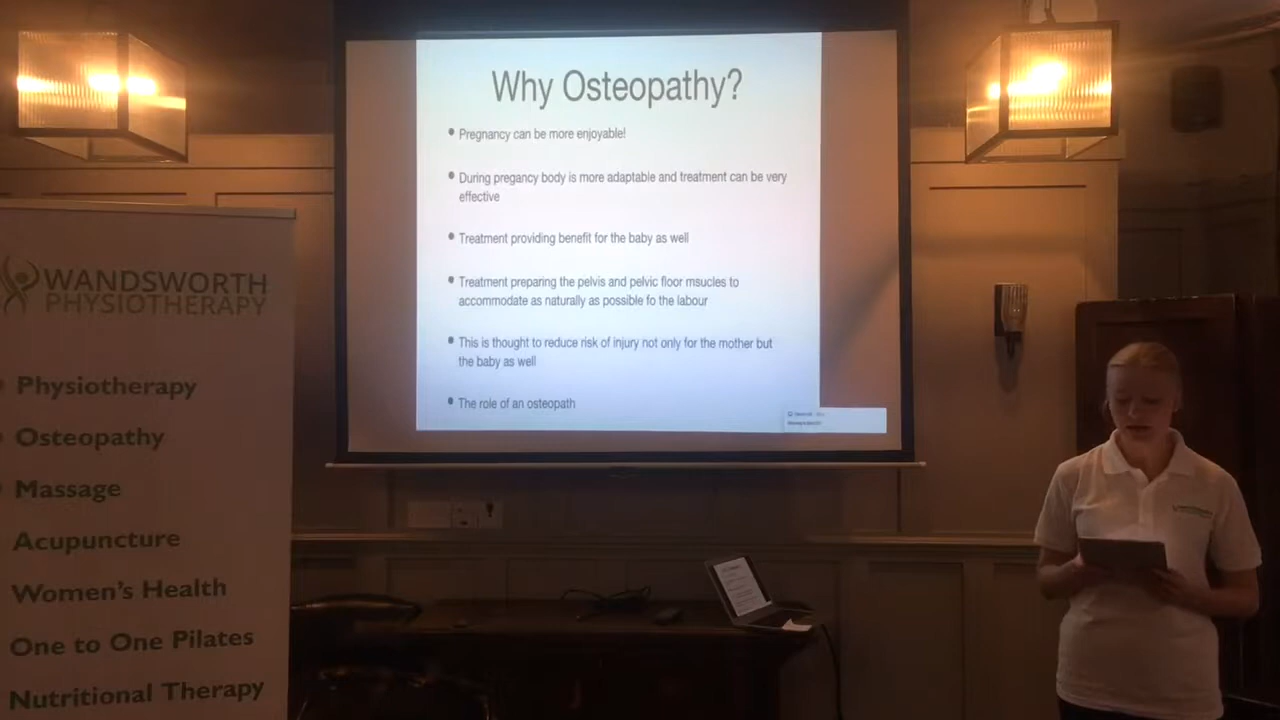 Why Osteopathy?
• Pregnancy can be more enjoyable!
• During pregancy body is more adaptable and treatment can be very
effective
• Treatment providing benefit for the baby as well
• Treatment preparing the pelvis and pelvic floor msucles to
accommodate as naturally as possible fo the labour
• This is thought to reduce risk of injury not only for the mother but
the baby as well
• The role of an osteopath
WANDSWORTH
PHYSIOTHERAPY
Physiotherapy
Osteopathy
Massage
Acupuncture
Women's Health
One to One Pilates
Nutritional Therapy